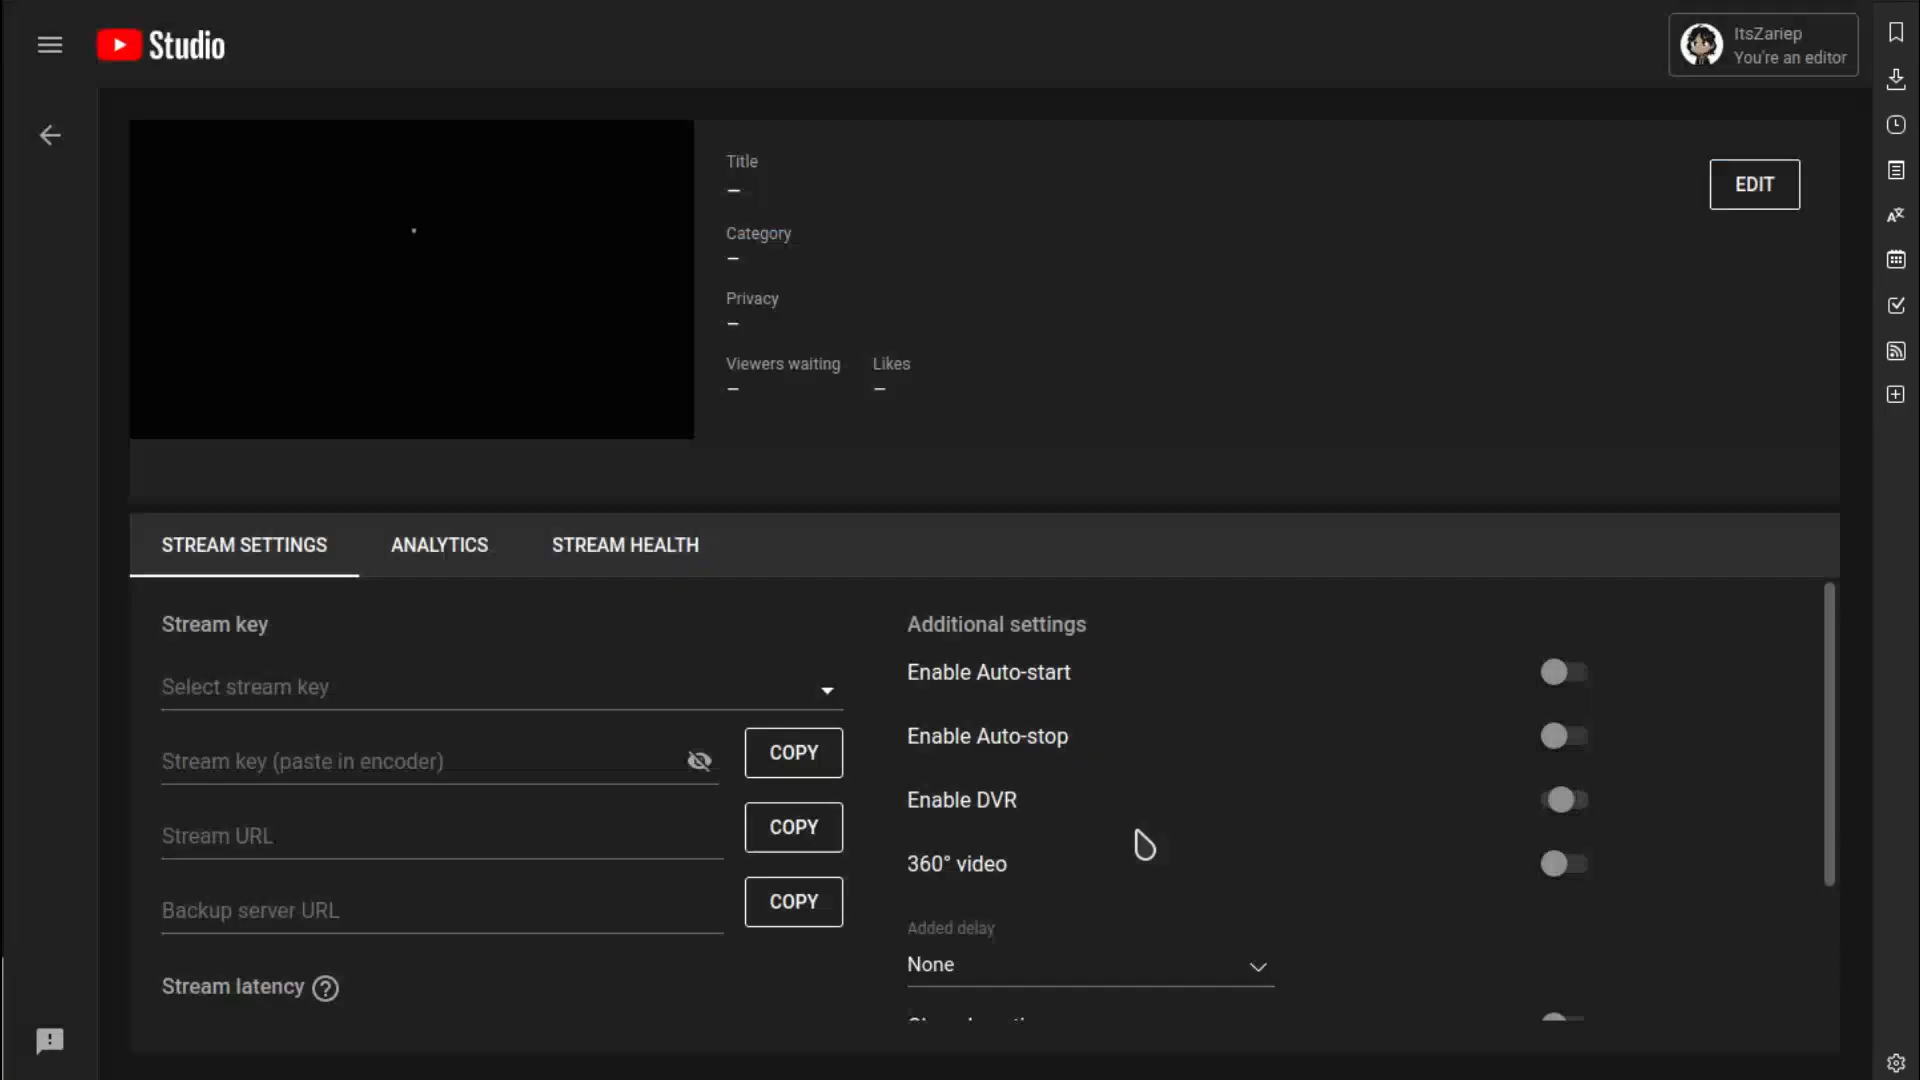 Studio
ItsZariep
You're an editor
Title
–
EDIT
Category
–
Privacy
–
Viewers waiting
Likes
–
–
STREAM SETTINGS
ANALYTICS
STREAM HEALTH
Stream key
Additional settings
Select stream key
Enable Auto-start
Stream key (paste in encoder)
COPY
Enable Auto-stop
Stream URL
COPY
Enable DVR
360° video
Backup server URL
COPY
Added delay
None
Stream latency